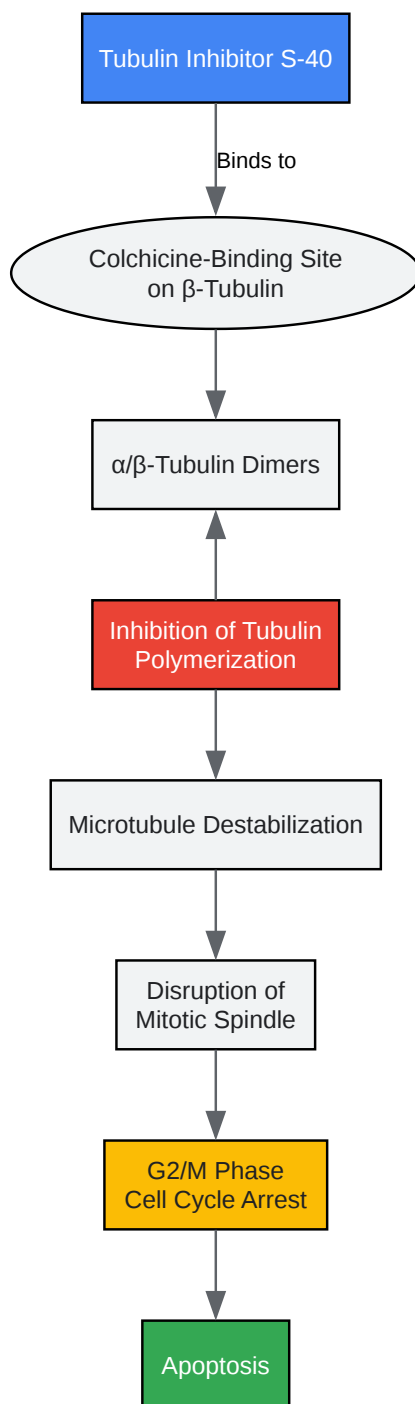 Tubulin Inhibitor S-40
Binds to
Colchicine-Binding Site
on β-Tubulin
α/β-Tubulin Dimers
Inhibition of Tubulin
Polymerization
Microtubule Destabilization
Disruption of
Mitotic Spindle
G2/M Phase
Cell Cycle Arrest
Apoptosis